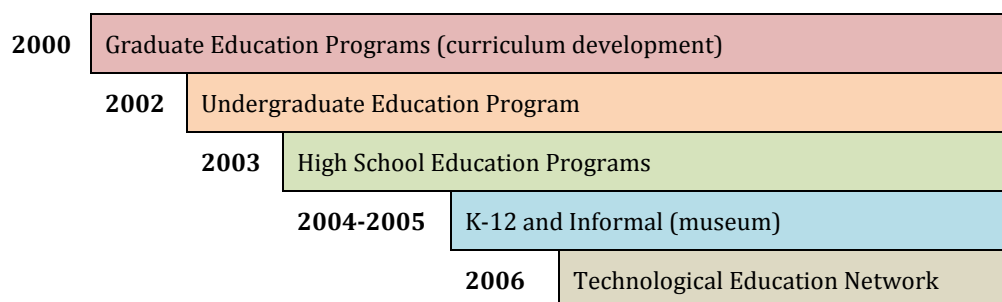 2000 Graduate Education Programs (curriculum development)
2002 Undergraduate Education Program
2003 High School Education Programs
2004-2005 K-12 and Informal (museum)
2006 Technological Education Network